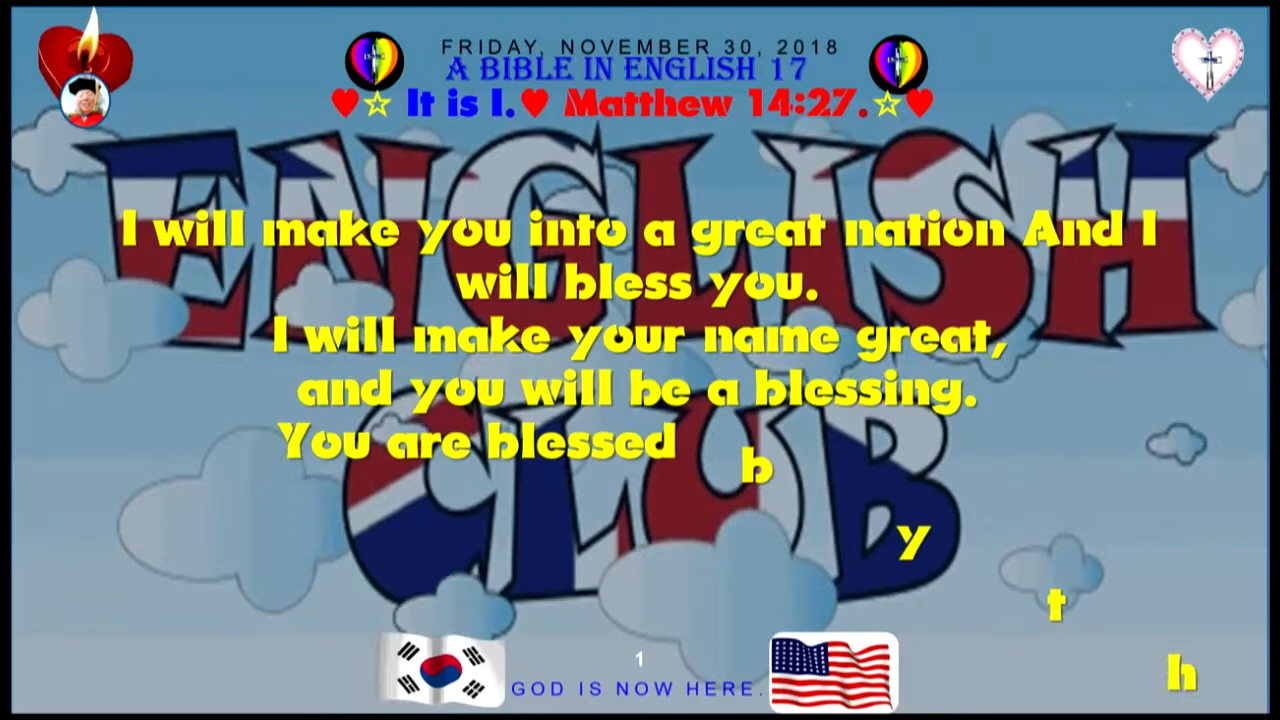 FRIDAY, NOVEMBER 30, 2018
A BIBLE IN ENGLISH 17
♥☆ It is I.♥ Matthew 14:27.☆♥
ENGLISH
I will make you into a great nation And I
will bless you.
I will make your name great,
and you will be a blessing.
You are blessed b y t h
CLUB
1
GOD IS NOW HERE.